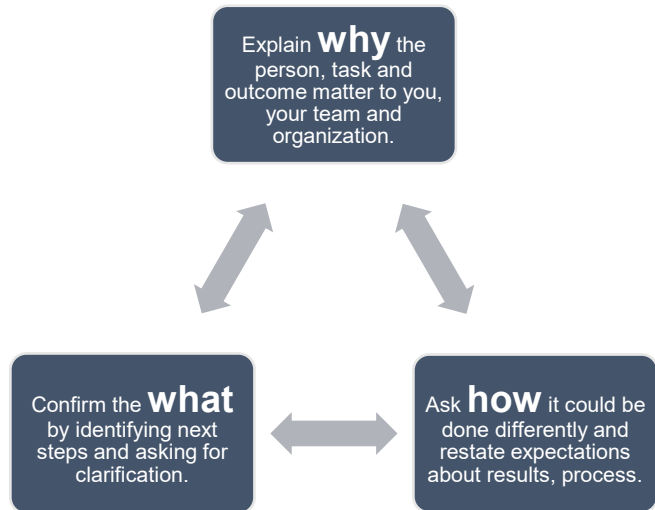 Explain why the
person, task and
outcome matter to you,
your team and
organization.
Confirm the what
by identifying next
steps and asking for
clarification.
Ask how it could be
done differently and
restate expectations
about results, process.